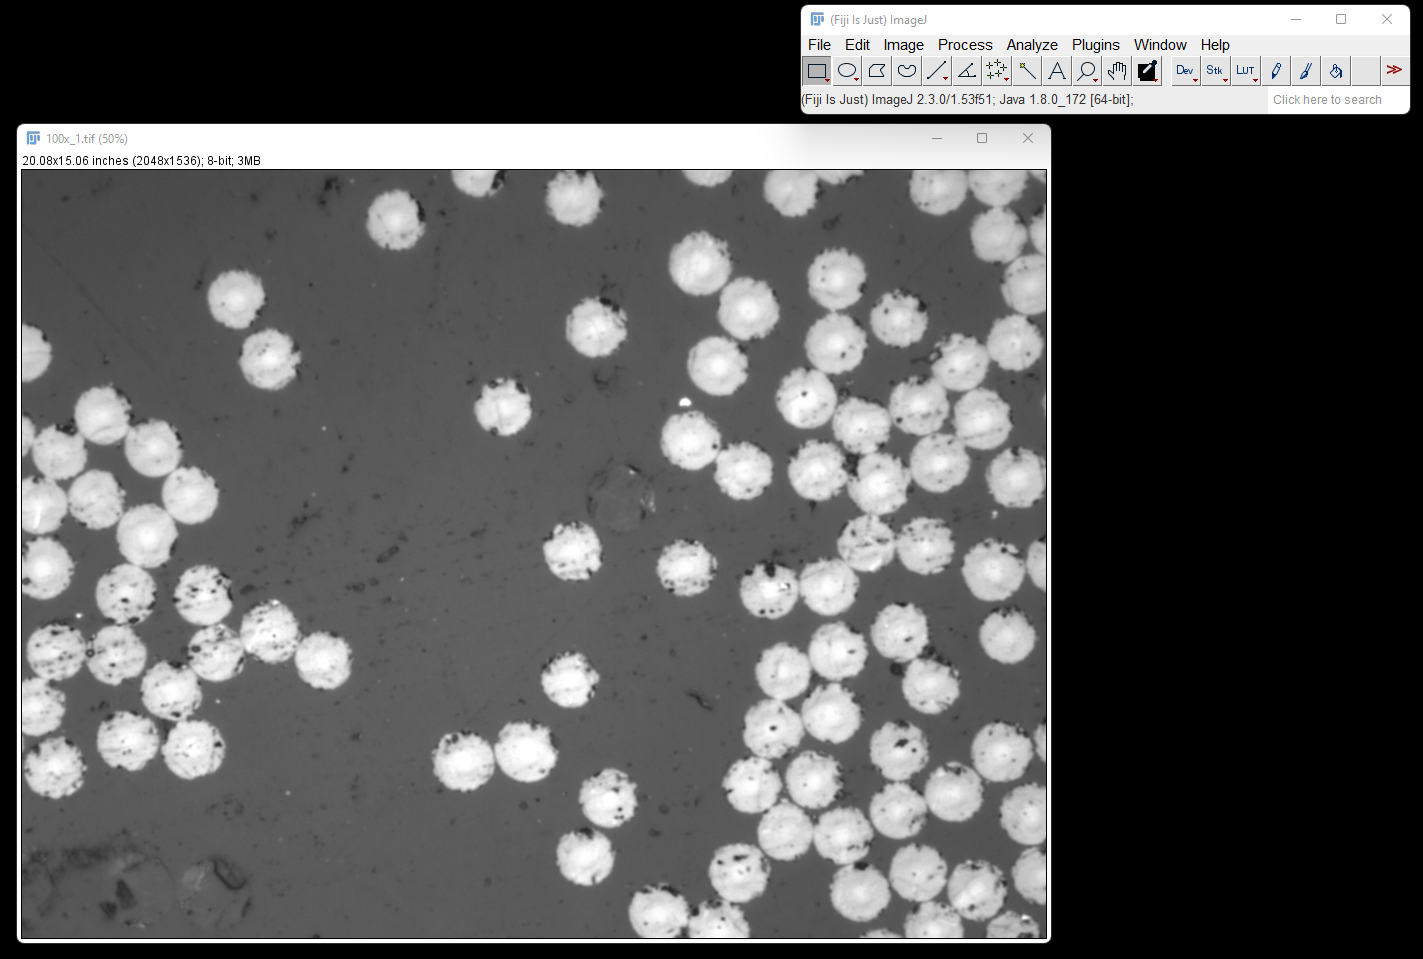 (Fiji Is Just) ImageJ
File Edit Image Process Analyze Plugins Window Help
Dev Stk LUT
(Fiji Is Just) ImageJ 2.3.0/1.53f51; Java 1.8.0_172 [64-bit];
Click here to search
100x_1.tif (50%)
20.08x15.06 inches (2048x1536); 8-bit; 3MB